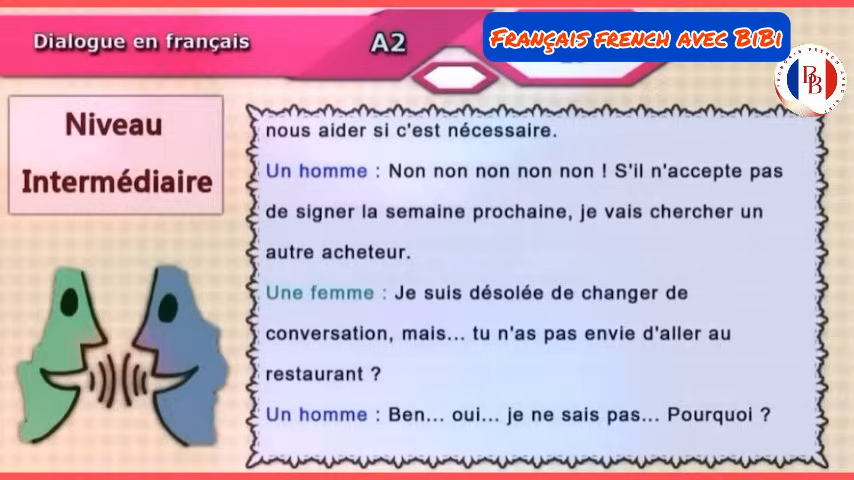 Dialogue en français
A2
Français french avec BiBi
Niveau
Intermédiaire
nous aider si c'est nécessaire.
Un homme : Non non non non non ! S'il n'accepte pas
de signer la semaine prochaine, je vais chercher un
autre acheteur.
Une femme : Je suis désolée de changer de
conversation, mais... tu n'as pas envie d'aller au
restaurant ?
Un homme : Ben... oui... je ne sais pas... Pourquoi ?